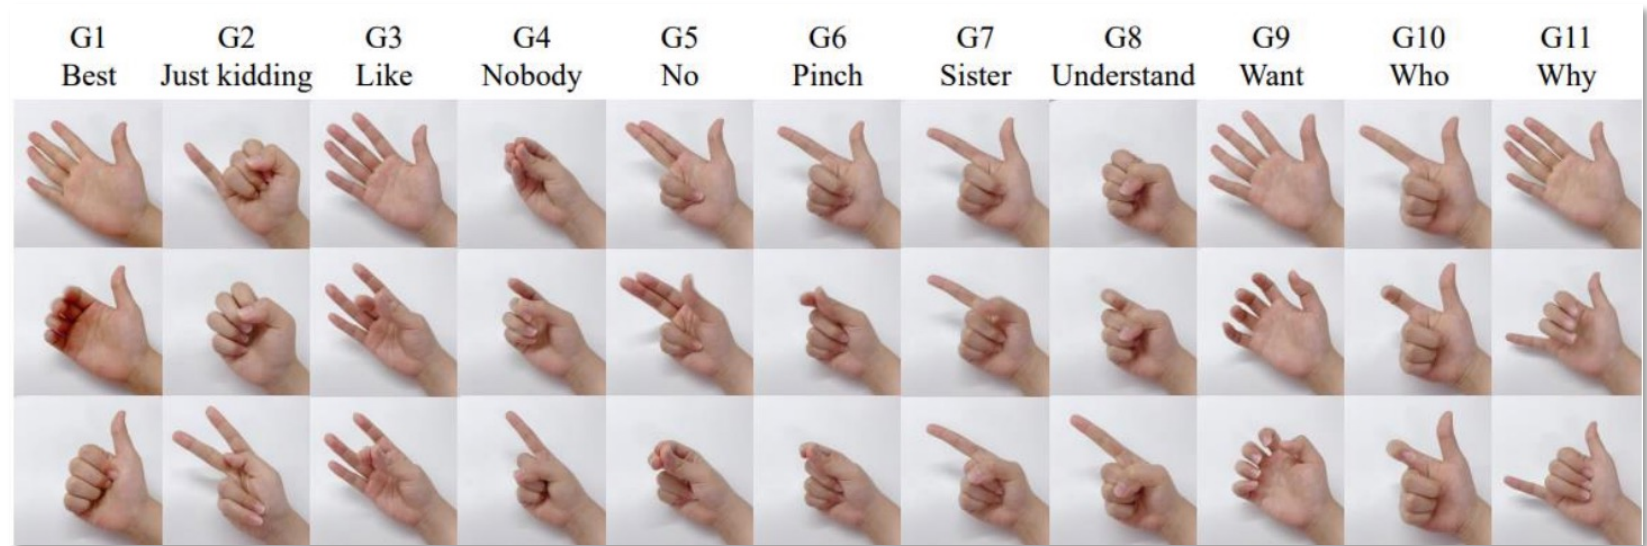 G1 G2 G3 G4 G5 G6 G7 G8 G9 G10 G11
Best Just kidding Like Nobody No Pinch Sister Understand Want Who Why